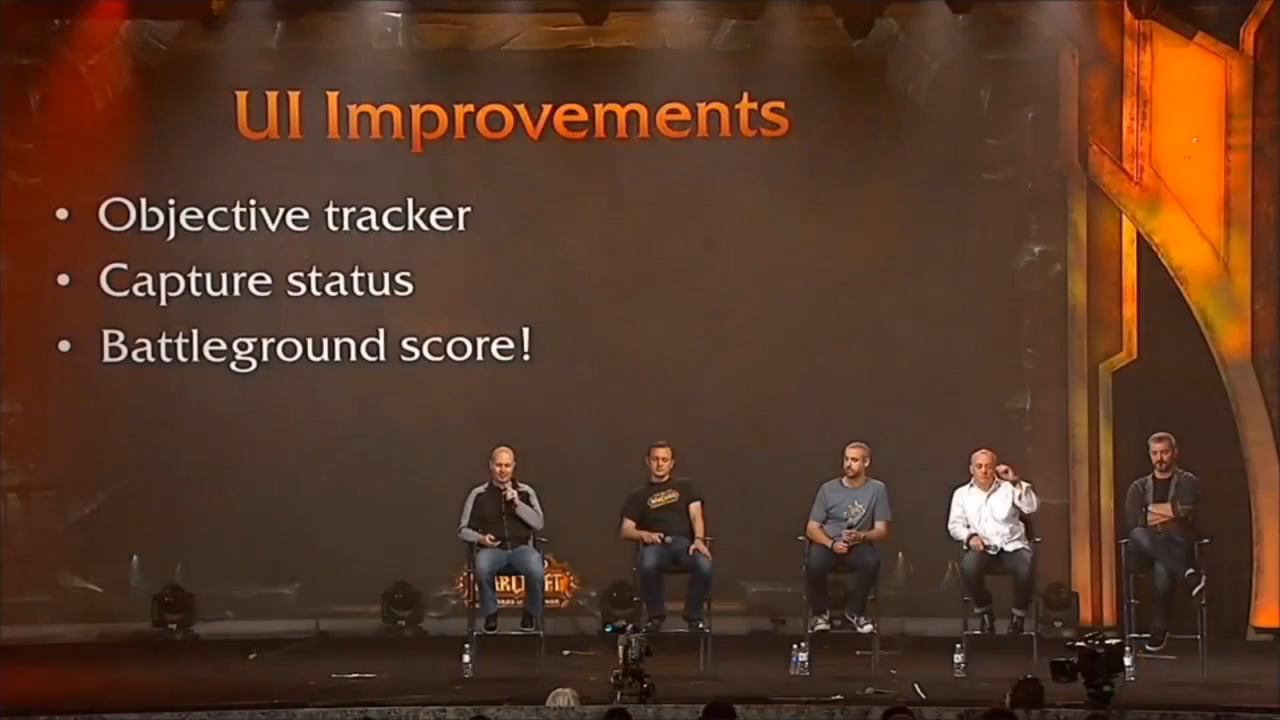 UI Improvements
• Objective tracker
• Capture status
• Battleground score!